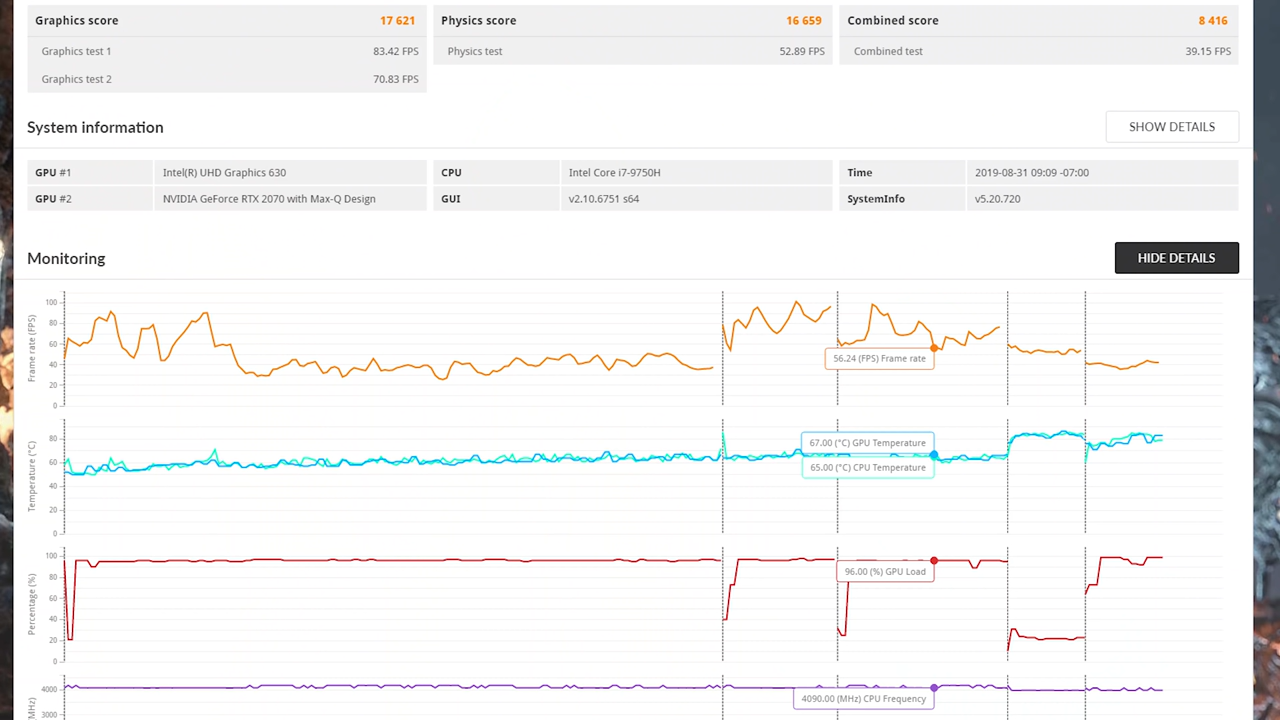 Graphics score 17 621
Graphics test 1 83.42 FPS
Graphics test 2 70.83 FPS
Physics score 16 659
Physics test 52.89 FPS
Combined score 8 416
Combined test 39.15 FPS
System information
SHOW DETAILS
GPU #1 Intel(R) UHD Graphics 630
GPU #2 NVIDIA GeForce RTX 2070 with Max-Q Design
CPU Intel Core i7-9750H
GUI v2.10.6751 s64
Time 2019-08-31 09:09 -07:00
SystemInfo v5.20.720
Monitoring
HIDE DETAILS
Frame rate (FPS)
100
80
60
40
20
0
56.24 (FPS) Frame rate
Temperature (°C)
80
60
40
20
0
67.00 (°C) GPU Temperature
65.00 (°C) CPU Temperature
Percentage (%)
100
80
60
40
20
0
96.00 (%) GPU Load
MHz)
4000
3000
4090.00 (MHz) CPU Frequency